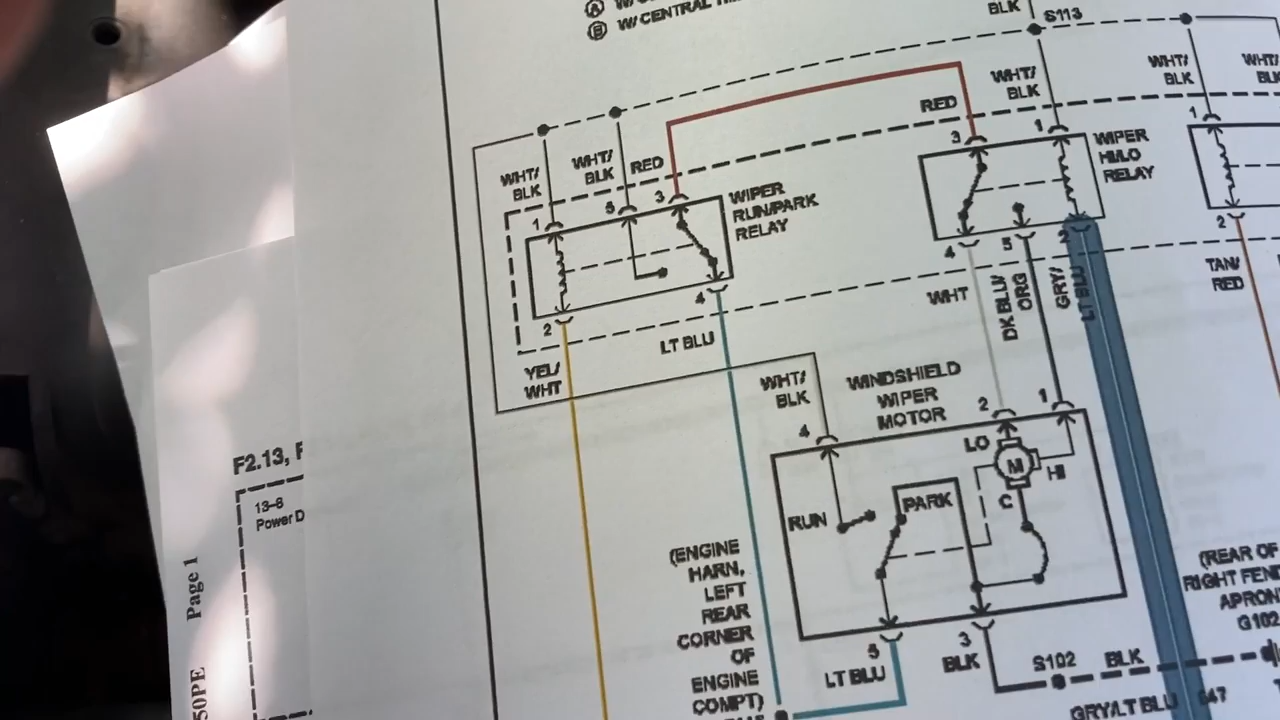 A
B W/ CENTRAL
BLK
S113
WHT/
BLK
WHT/
BLK
WHT/
BLK
RED
WHT/
BLK
WHT/
BLK
RED
1
5
3
WIPER
RUN/PARK
RELAY
3
1
WIPER
HI/LO
RELAY
1
2
4
4
5
2
2
YEL/
WHT
LT BLU
WHT
DK BLU/
ORG
GRY/
LT BLU
TAN/
RED
WHT/
BLK
WINDSHIELD
WIPER
MOTOR
4
2
1
LO
M
HI
C
RUN
PARK
(ENGINE
HARN,
LEFT
REAR
CORNER
OF
ENGINE
COMPT)
5
LT BLU
3
BLK
S102
BLK
GRY/LT BLU
(REAR OF
RIGHT FEND
APRON
G102
F2.13, F
13-8
Power D
50PE
Page 1